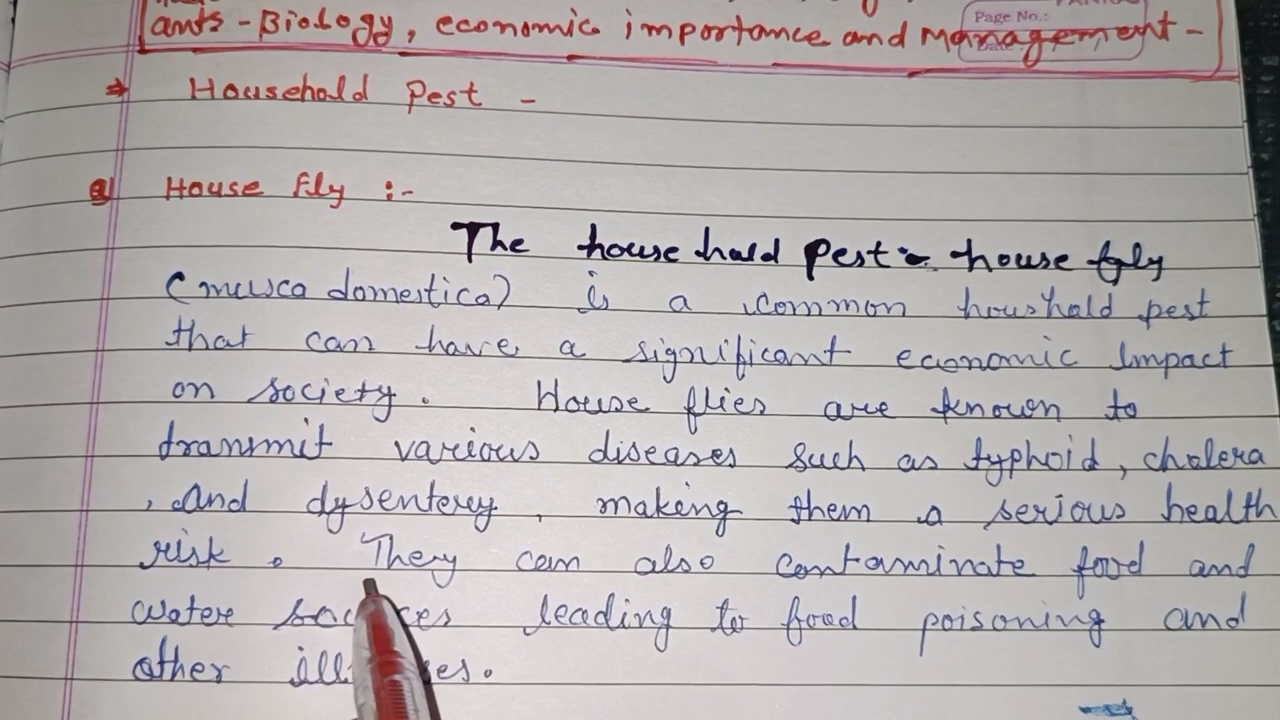 ants - Biology, economic importance and Management -
Page No.:
→ Household Pest -
a) House Fly :-
The household Pest - house fly
(musca domestica) is a common houshold pest
that can have a significant economic Impact
on society. House flies are known to
transmit various diseases such as typhoid, cholera
, and dysenterey, making them a serious health
risk. They can also contaminate food and
water leading to food poisoning and
other